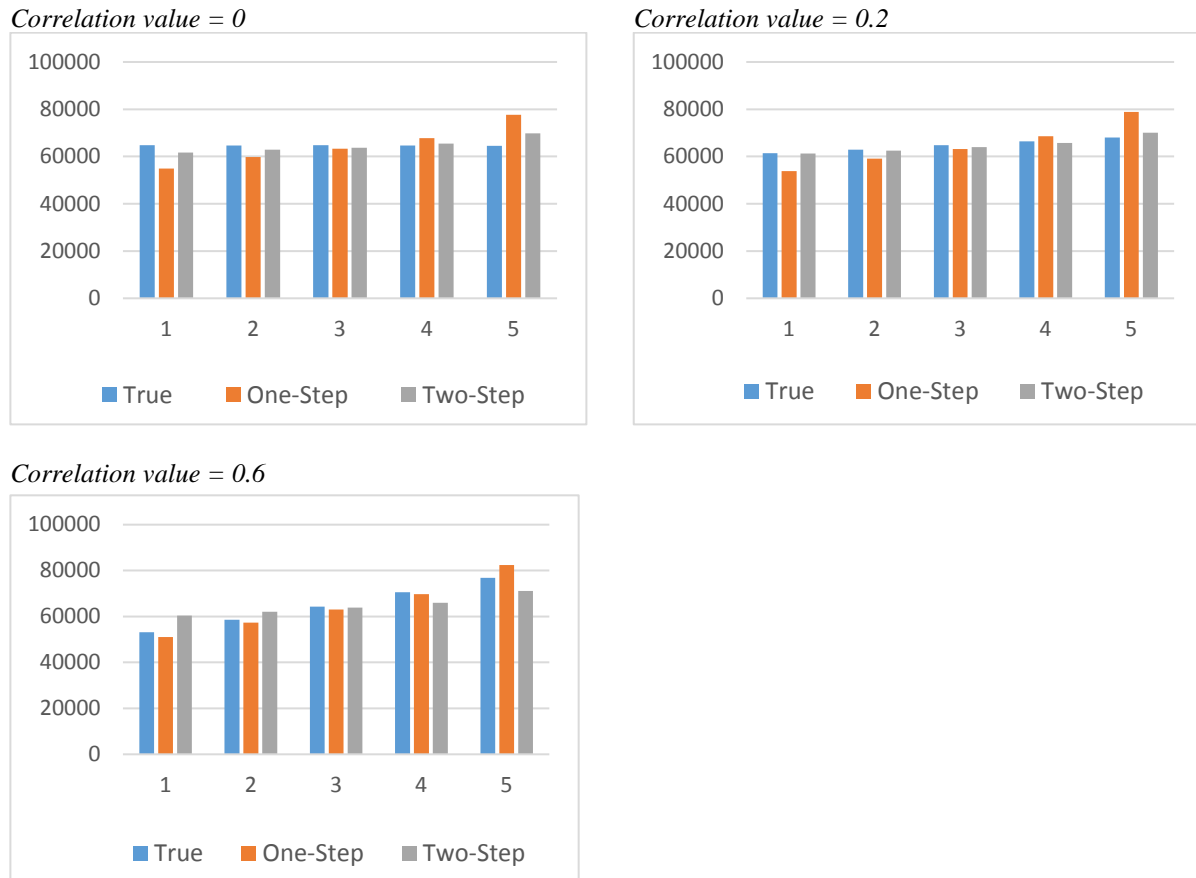 Correlation value = 0
100000
80000
60000
40000
20000
0
1 2 3 4 5
True One-Step Two-Step
Correlation value = 0.2
100000
80000
60000
40000
20000
0
1 2 3 4 5
True One-Step Two-Step
Correlation value = 0.6
100000
80000
60000
40000
20000
0
1 2 3 4 5
True One-Step Two-Step